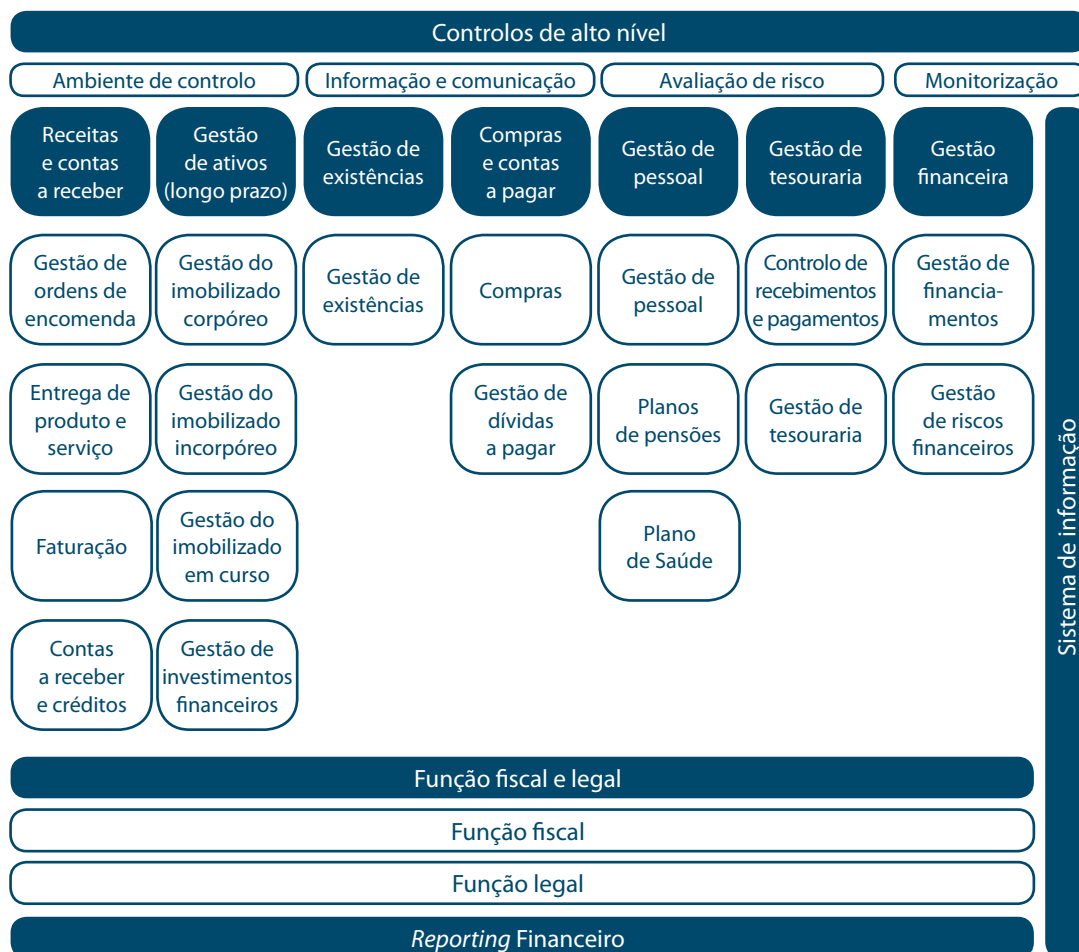 Controlos de alto nível
Ambiente de controlo
Informação e comunicação
Avaliação de risco
Monitorização
Receitas
e contas
a receber
Gestão
de ativos
(longo prazo)
Gestão de
existências
Compras
e contas
a pagar
Gestão de
pessoal
Gestão de
tesouraria
Gestão
financeira
Gestão de
ordens de
encomenda
Gestão do
imobilizado
corpóreo
Gestão de
existências
Compras
Gestão de
pessoal
Controlo de
recebimentos
e pagamentos
Gestão de
financia-
mentos
Entrega de
produto e
serviço
Gestão do
imobilizado
incorpóreo
Gestão de
dívidas
a pagar
Planos
de pensões
Gestão de
tesouraria
Gestão
de riscos
financeiros
Faturação
Gestão do
imobilizado
em curso
Plano
de Saúde
Contas
a receber
e créditos
Gestão de
investimentos
financeiros
Sistema de informação
Função fiscal e legal
Função fiscal
Função legal
Reporting Financeiro